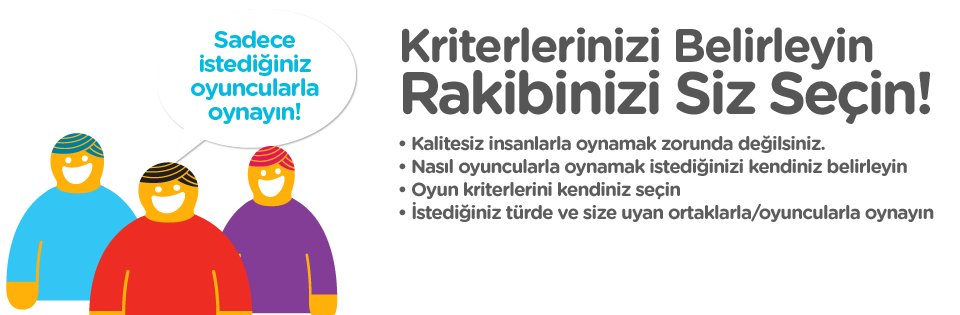 Sadece
istediğiniz
oyuncularla
oynayın!
Kriterlerinizi Belirleyin
Rakibinizi Siz Seçin!
• Kalitesiz insanlarla oynamak zorunda değilsiniz.
• Nasıl oyuncularla oynamak istediğinizi kendiniz belirleyin
• Oyun kriterlerini kendiniz seçin
• İstediğiniz türde ve size uyan ortaklarla/oyuncularla oynayın